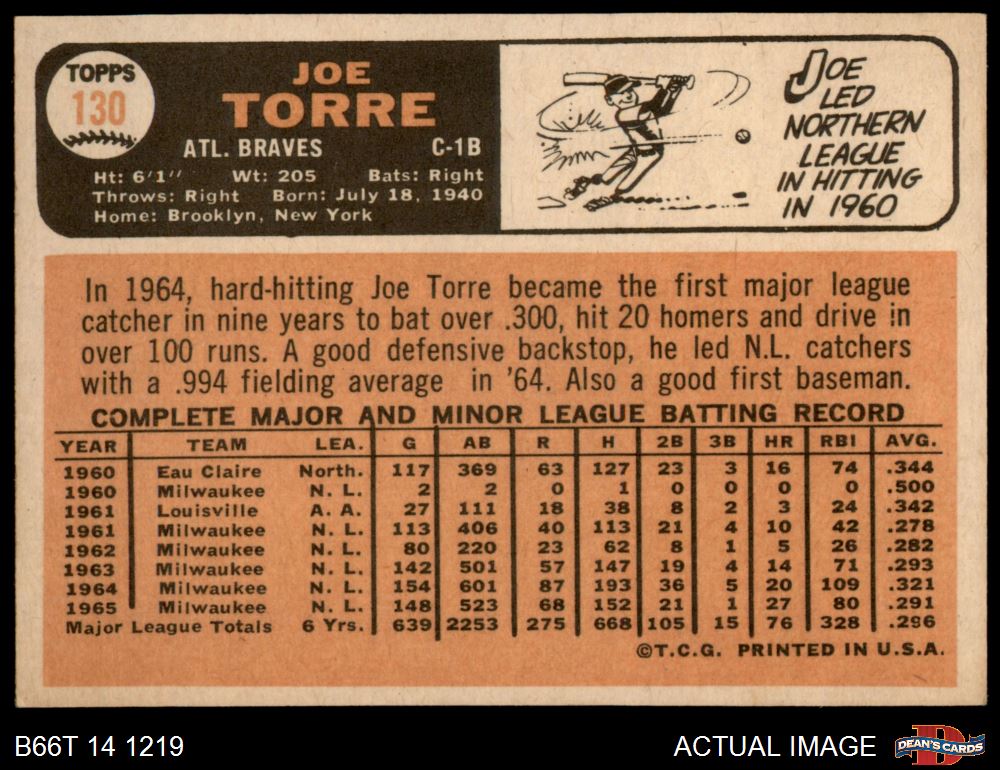 TOPPS
130
JOE
TORRE
ATL. BRAVES C-1B
Ht: 6'1" Wt: 205 Bats: Right
Throws: Right Born: July 18, 1940
Home: Brooklyn, New York
JOE
LED
NORTHERN
LEAGUE
IN HITTING
IN 1960
In 1964, hard-hitting Joe Torre became the first major league
catcher in nine years to bat over .300, hit 20 homers and drive in
over 100 runs. A good defensive backstop, he led N.L. catchers
with a .994 fielding average in '64. Also a good first baseman.
COMPLETE MAJOR AND MINOR LEAGUE BATTING RECORD
YEAR TEAM LEA. G AB R H 2B 3B HR RBI AVG.
1960 Eau Claire North. 117 369 63 127 23 3 16 74 .344
1960 Milwaukee N. L. 2 2 0 1 0 0 0 0 .500
1961 Louisville A. A. 27 111 18 38 8 2 3 24 .342
1961 Milwaukee N. L. 113 406 40 113 21 4 10 42 .278
1962 Milwaukee N. L. 80 220 23 62 8 1 5 26 .282
1963 Milwaukee N. L. 142 501 57 147 19 4 14 71 .293
1964 Milwaukee N. L. 154 601 87 193 36 5 20 109 .321
1965 Milwaukee N. L. 148 523 68 152 21 1 27 80 .291
Major League Totals 6 Yrs. 639 2253 275 668 105 15 76 328 .296
©T.C.G. PRINTED IN U.S.A.
B66T 14 1219
ACTUAL IMAGE
D
DEAN'S CARDS